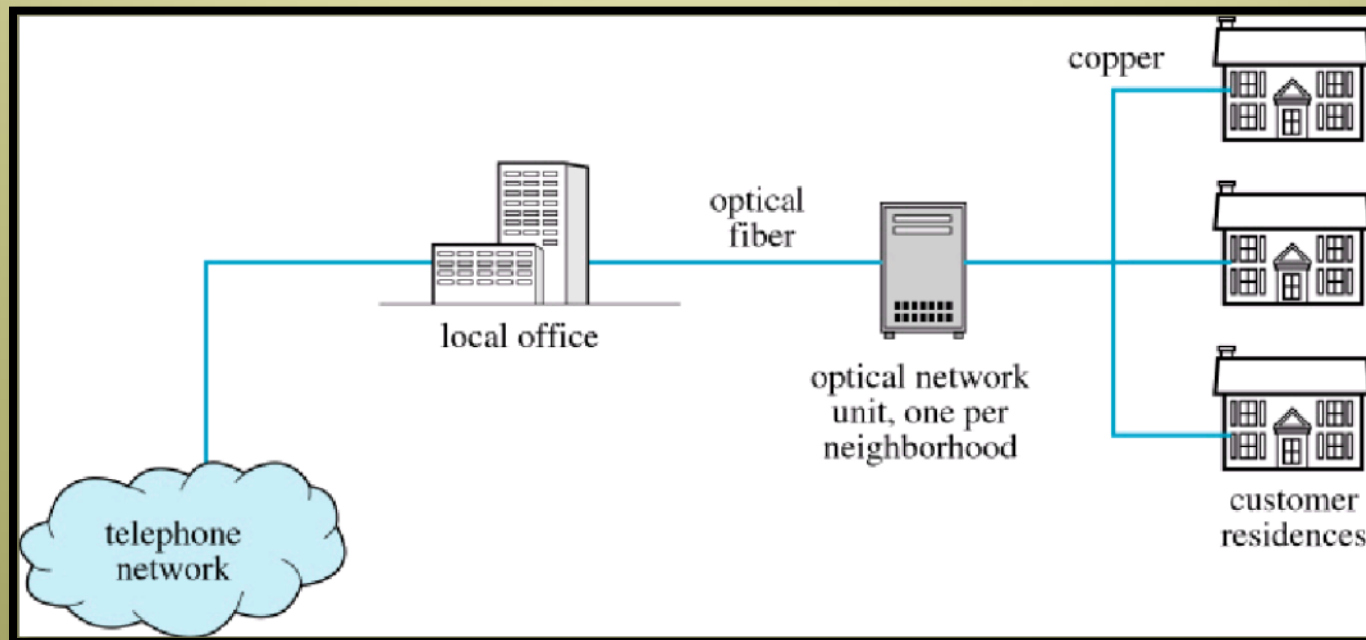 copper
optical
fiber
local office
optical network
unit, one per
neighborhood
telephone
network
customer
residences